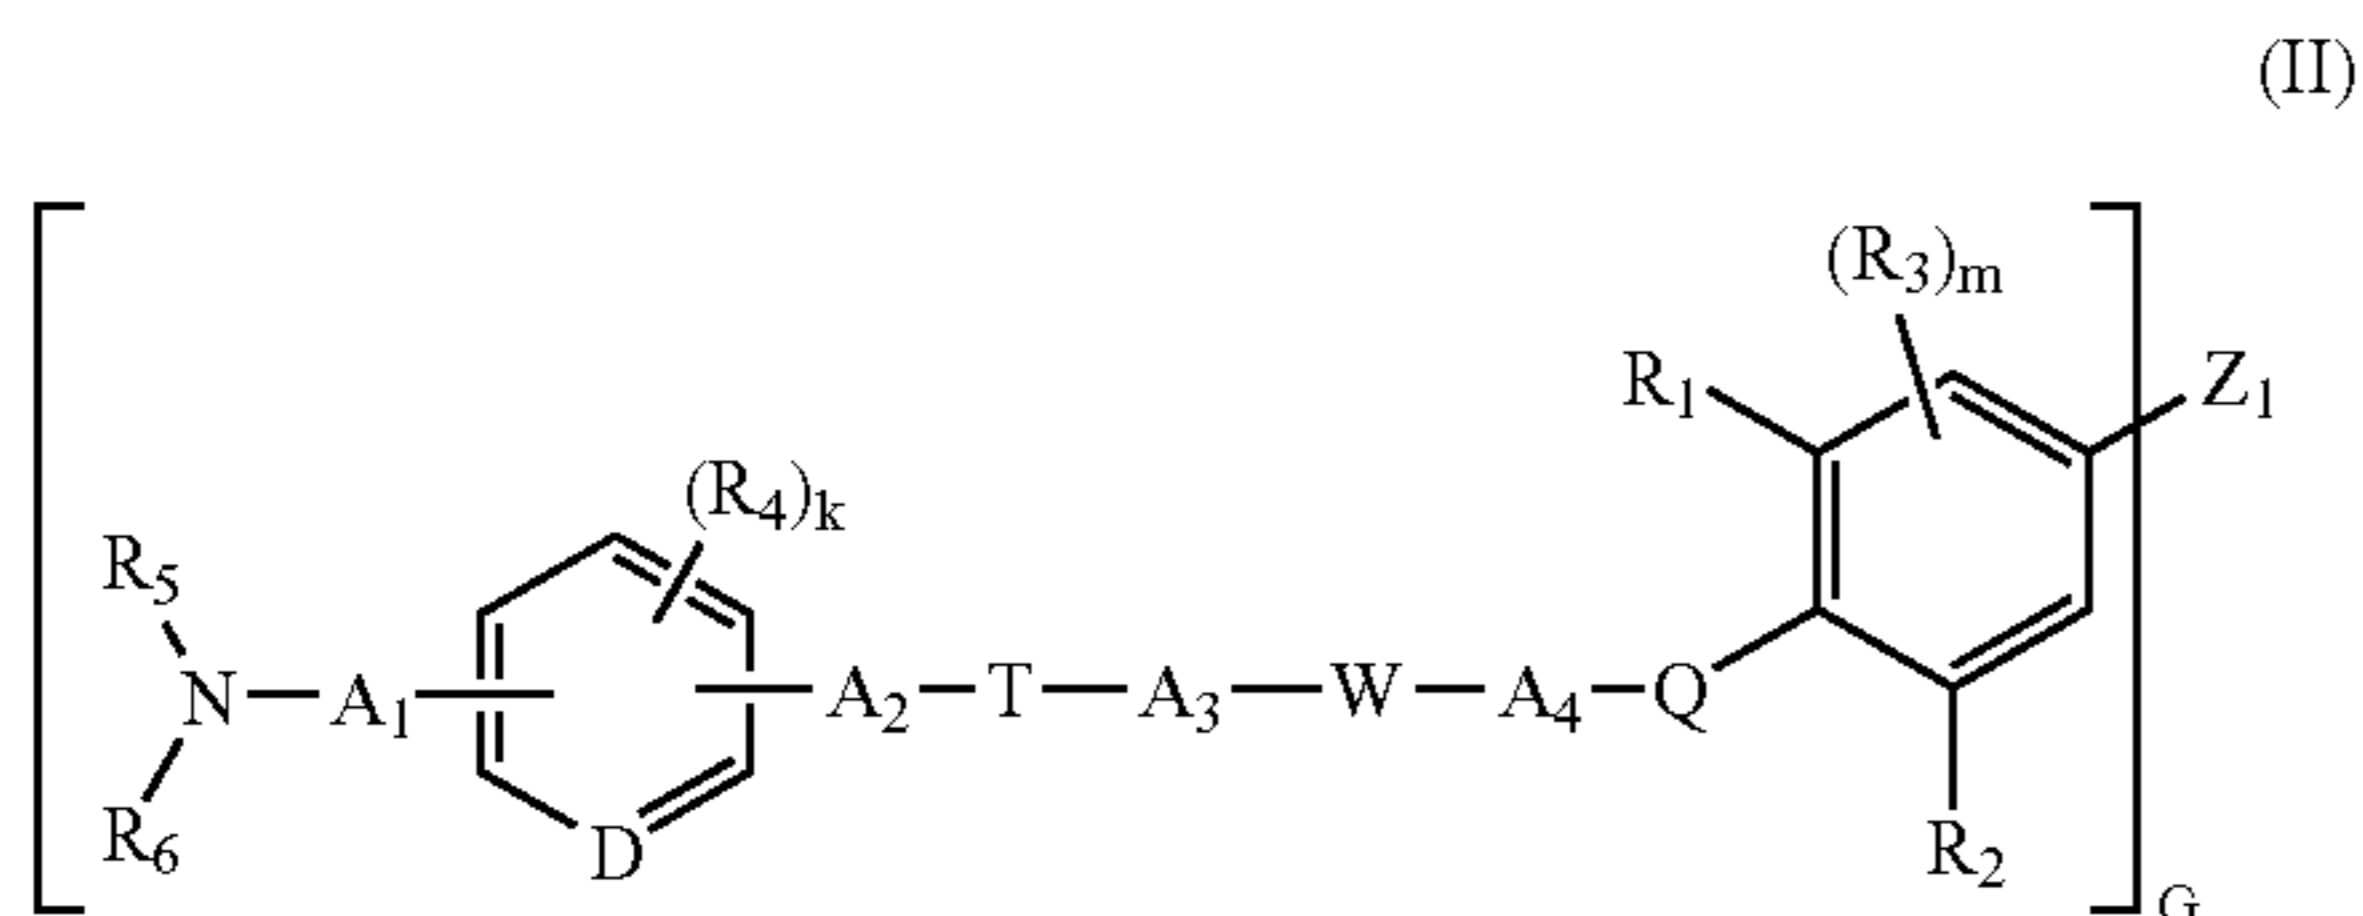 (II)
(R₃)ₘ
R₁ Z₁
(R₄)ₖ
R₅
N A₁ A₂ T A₃ W A₄ Q
R₆ D R₂
G